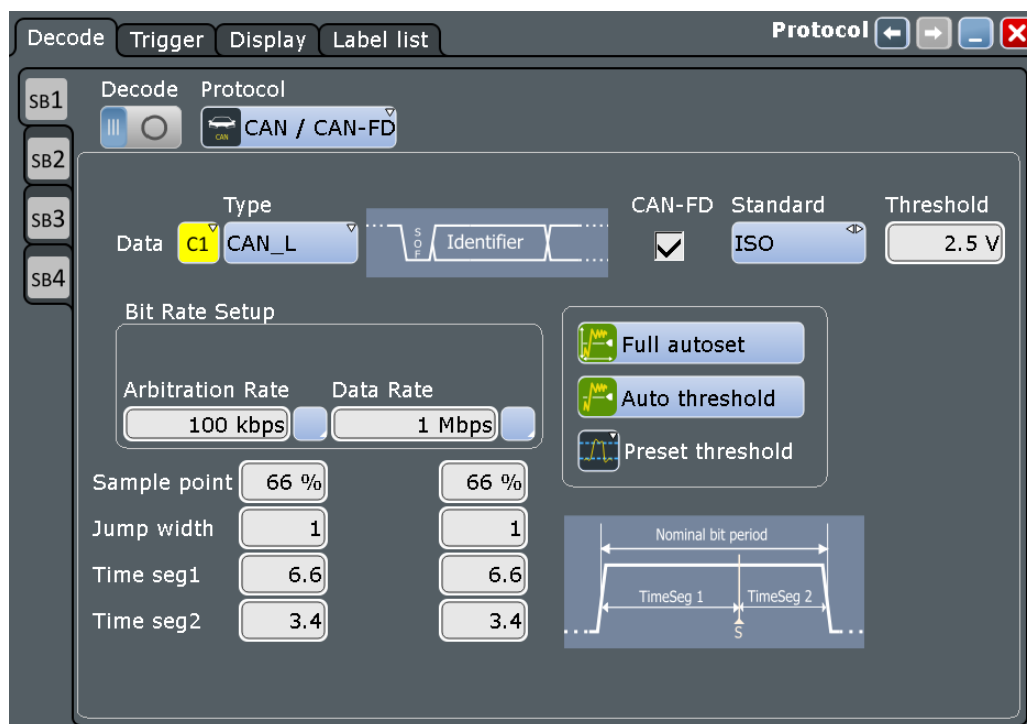 Decode Trigger Display Label list Protocol
SB1 Decode Protocol
CAN CAN / CAN-FD
SB2
Type CAN-FD Standard Threshold
SB3 Data C1 CAN_L SOF Identifier ISO 2.5 V
SB4
Bit Rate Setup
Full autoset
Arbitration Rate Data Rate Auto threshold
100 kbps 1 Mbps
Preset threshold
Sample point 66 % 66 %
Jump width 1 1 Nominal bit period
Time seg1 6.6 6.6 TimeSeg 1 TimeSeg 2
Time seg2 3.4 3.4 S